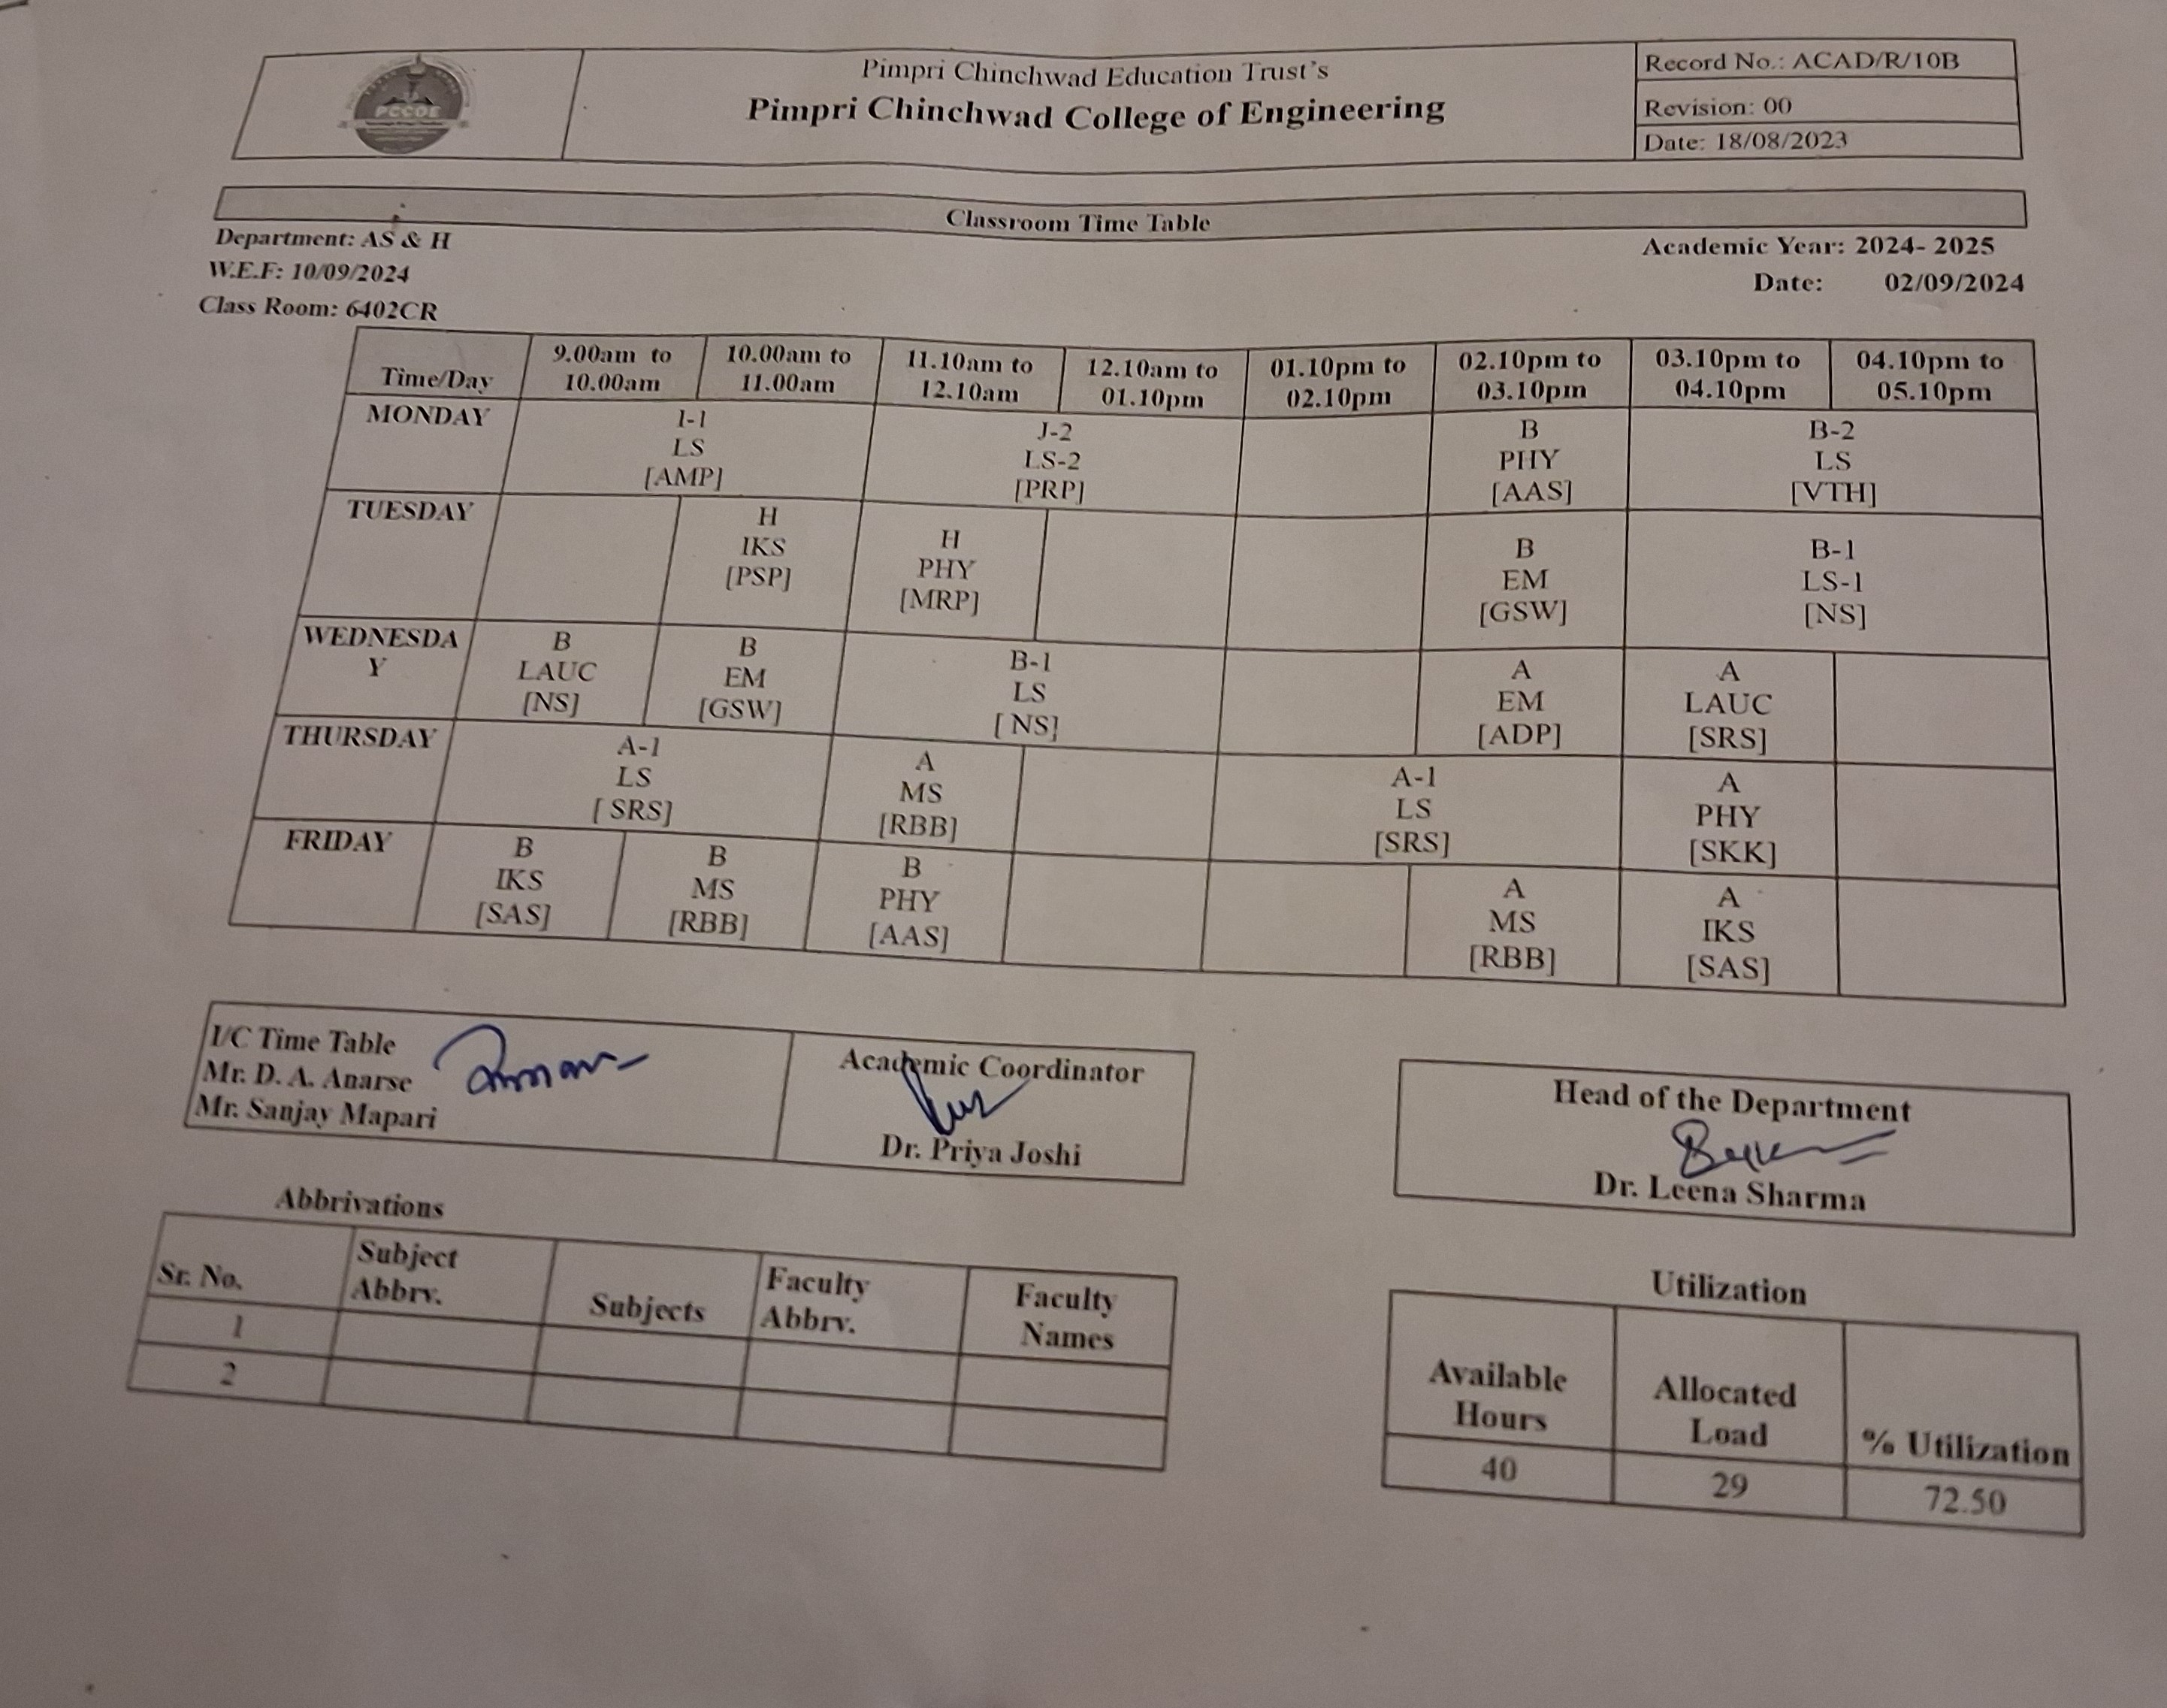 PCCOE
Pimpri Chinchwad Education Trust's
Pimpri Chinchwad College of Engineering
Record No.: ACAD/R/10B
Revision: 00
Date: 18/08/2023
Classroom Time Table
Department: AS & H
Academic Year: 2024- 2025
W.E.F: 10/09/2024
Date: 02/09/2024
Class Room: 6402CR
Time/Day
9.00am to
10.00am
10.00am to
11.00am
11.10am to
12.10am
12.10am to
01.10pm
01.10pm to
02.10pm
02.10pm to
03.10pm
03.10pm to
04.10pm
04.10pm to
05.10pm
MONDAY
I-1
LS
[AMP]
J-2
LS-2
[PRP]
B
PHY
[AAS]
B-2
LS
[VTH]
TUESDAY
H
IKS
[PSP]
H
PHY
[MRP]
B
EM
[GSW]
B-1
LS-1
[NS]
WEDNESDA
Y
B
LAUC
[NS]
B
EM
[GSW]
B-1
LS
[ NS]
A
EM
[ADP]
A
LAUC
[SRS]
THURSDAY
A-1
LS
[ SRS]
A
MS
[RBB]
A-1
LS
[SRS]
A
PHY
[SKK]
FRIDAY
B
IKS
[SAS]
B
MS
[RBB]
B
PHY
[AAS]
A
MS
[RBB]
A
IKS
[SAS]
I/C Time Table
Mr. D. A. Anarse
Mr. Sanjay Mapari
Academic Coordinator
Dr. Priya Joshi
Head of the Department
Dr. Leena Sharma
Abbrivations
Sr. No.
Subject
Abbrv.
Subjects
Faculty
Abbrv.
Faculty
Names
1
2
Utilization
Available
Hours
Allocated
Load
% Utilization
40
29
72.50